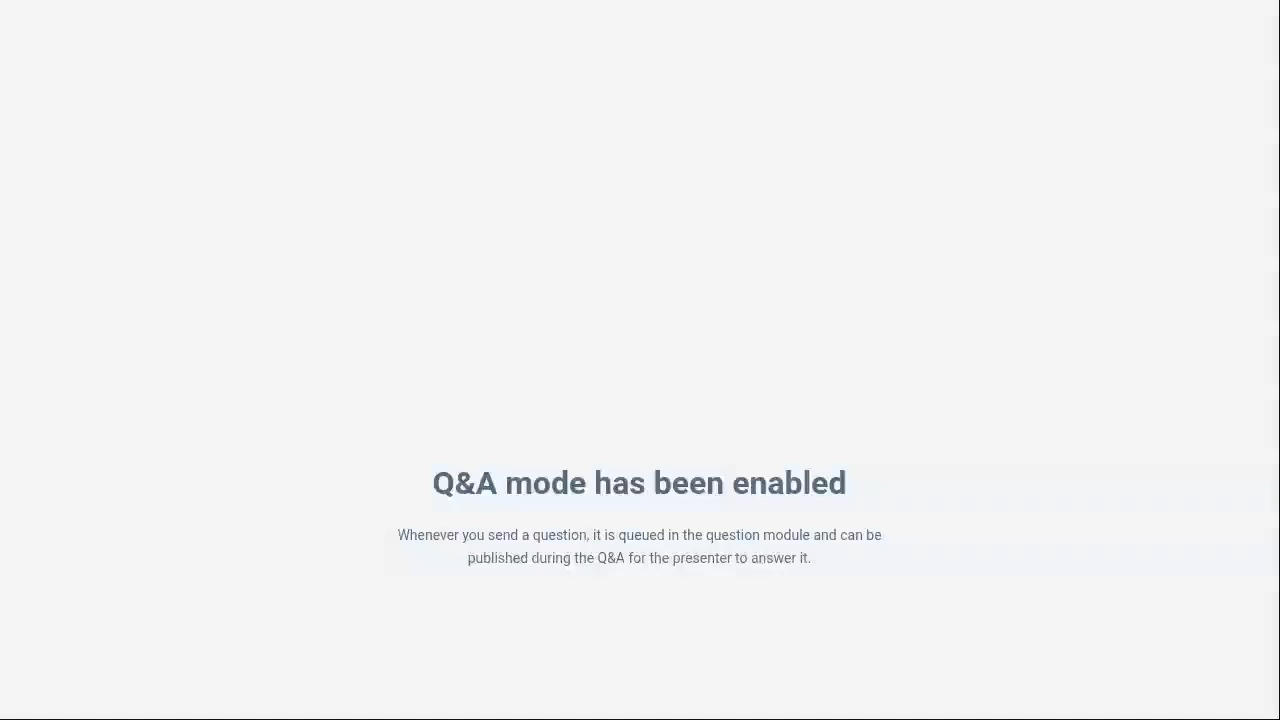 Q&A mode has been enabled
Whenever you send a question, it is queued in the question module and can be
published during the Q&A for the presenter to answer it.